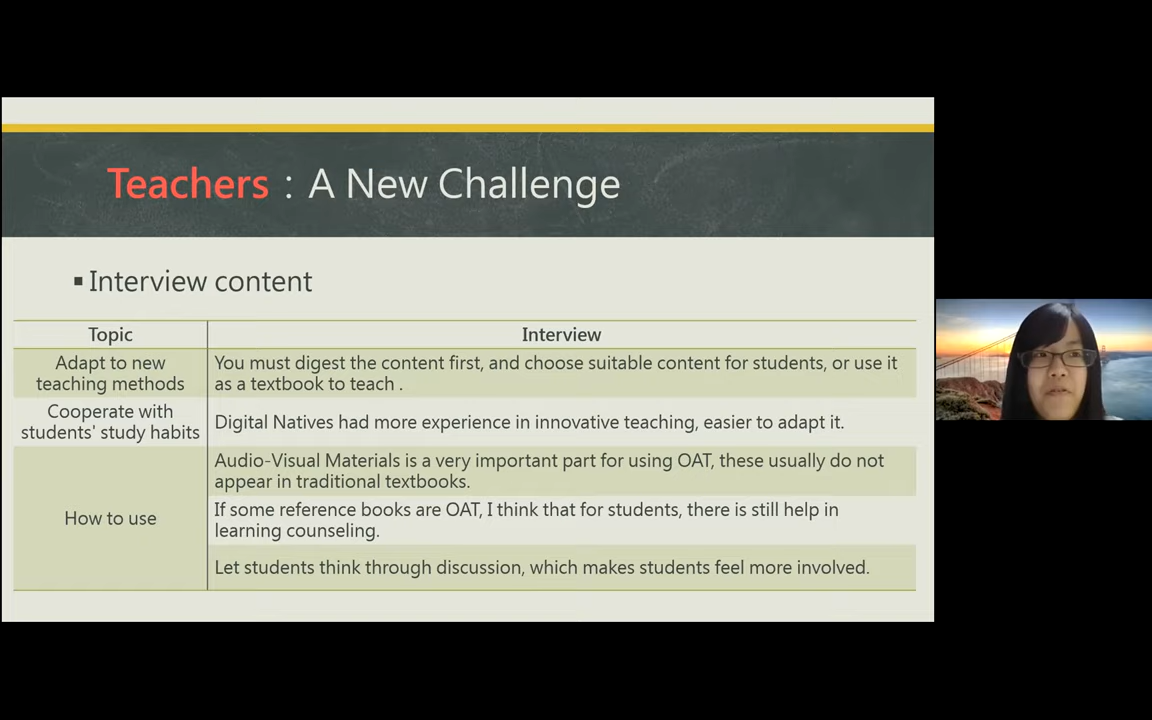 Teachers：A New Challenge
▪ Interview content
Topic
Interview
Adapt to new
teaching methods
You must digest the content first, and choose suitable content for students, or use it
as a textbook to teach .
Cooperate with
students' study habits
Digital Natives had more experience in innovative teaching, easier to adapt it.
How to use
Audio-Visual Materials is a very important part for using OAT, these usually do not
appear in traditional textbooks.
If some reference books are OAT, I think that for students, there is still help in
learning counseling.
Let students think through discussion, which makes students feel more involved.